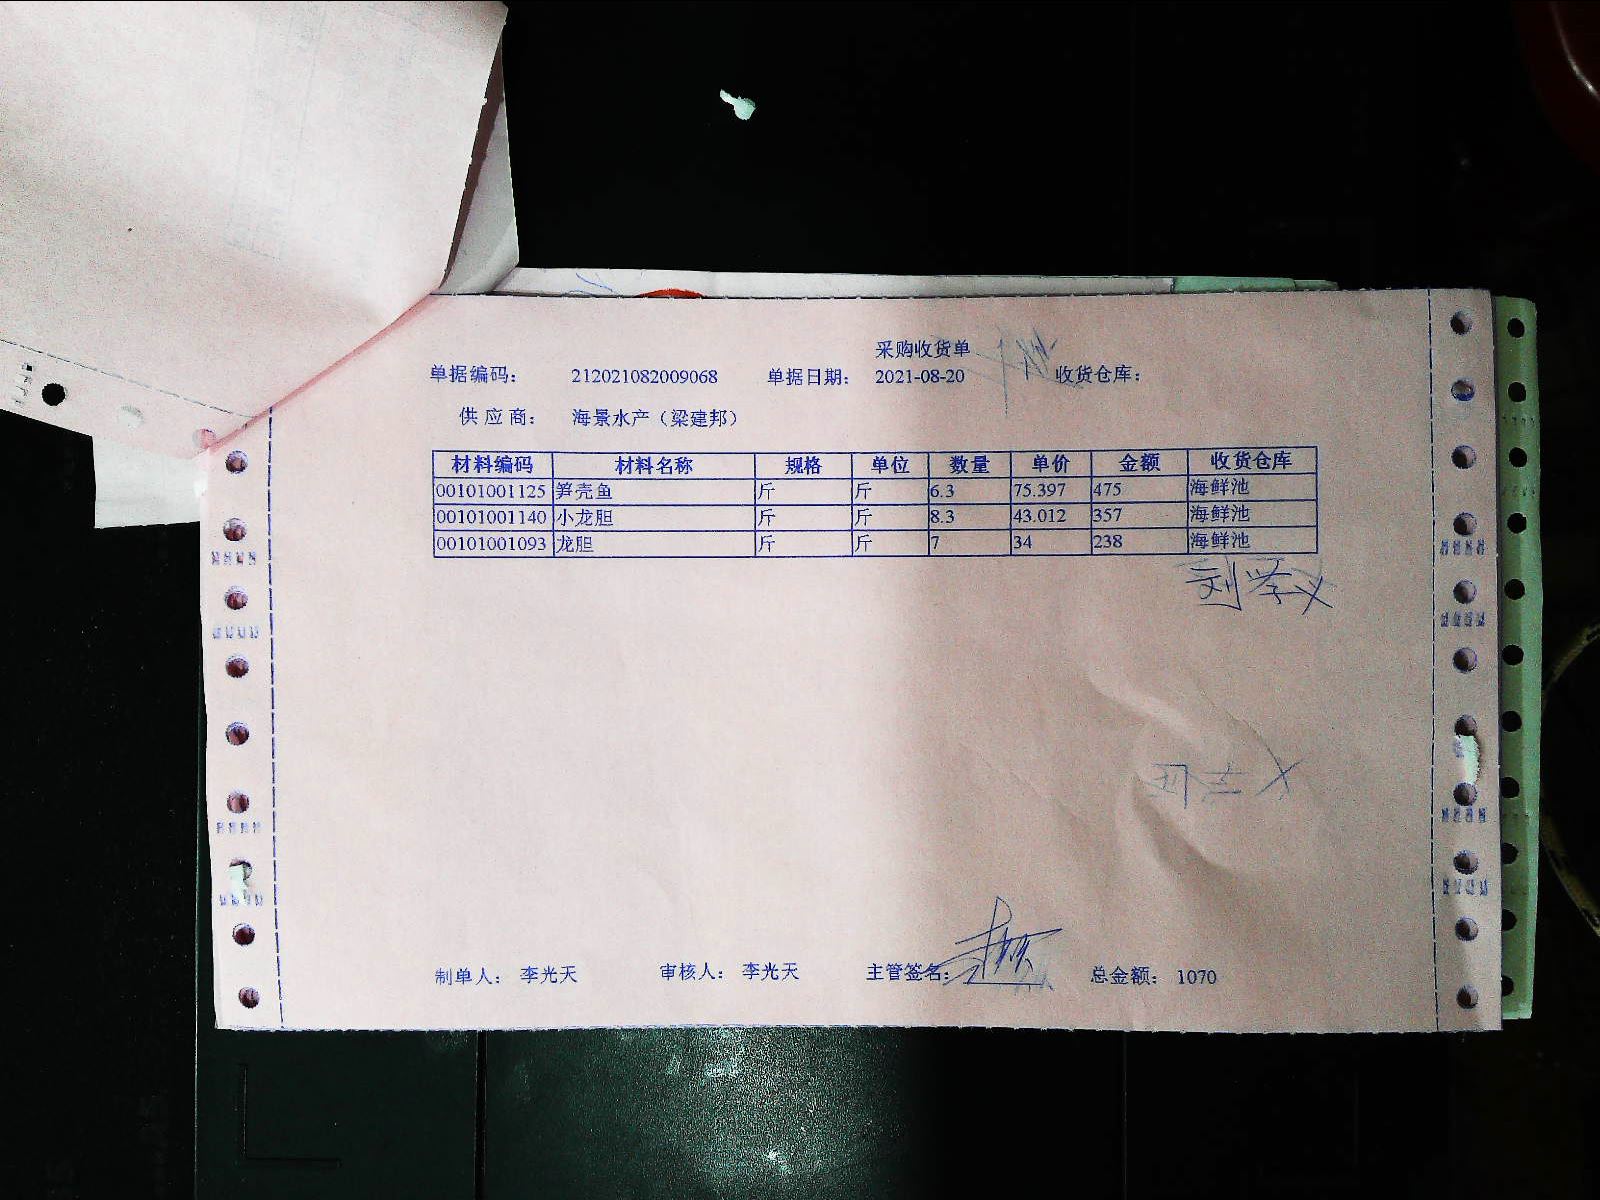 采购收货单
单据编码： 212021082009068 单据日期： 2021-08-20 收货仓库：
供应商： 海景水产（梁建邦）
材料编码 材料名称 规格 单位 数量 单价 金额 收货仓库
00101001125 笋壳鱼 斤 斤 6.3 75.397 475 海鲜池
00101001140 小龙胆 斤 斤 8.3 43.012 357 海鲜池
00101001093 龙胆 斤 斤 7 34 238 海鲜池
制单人： 李光天 审核人： 李光天 主管签名： 总金额： 1070